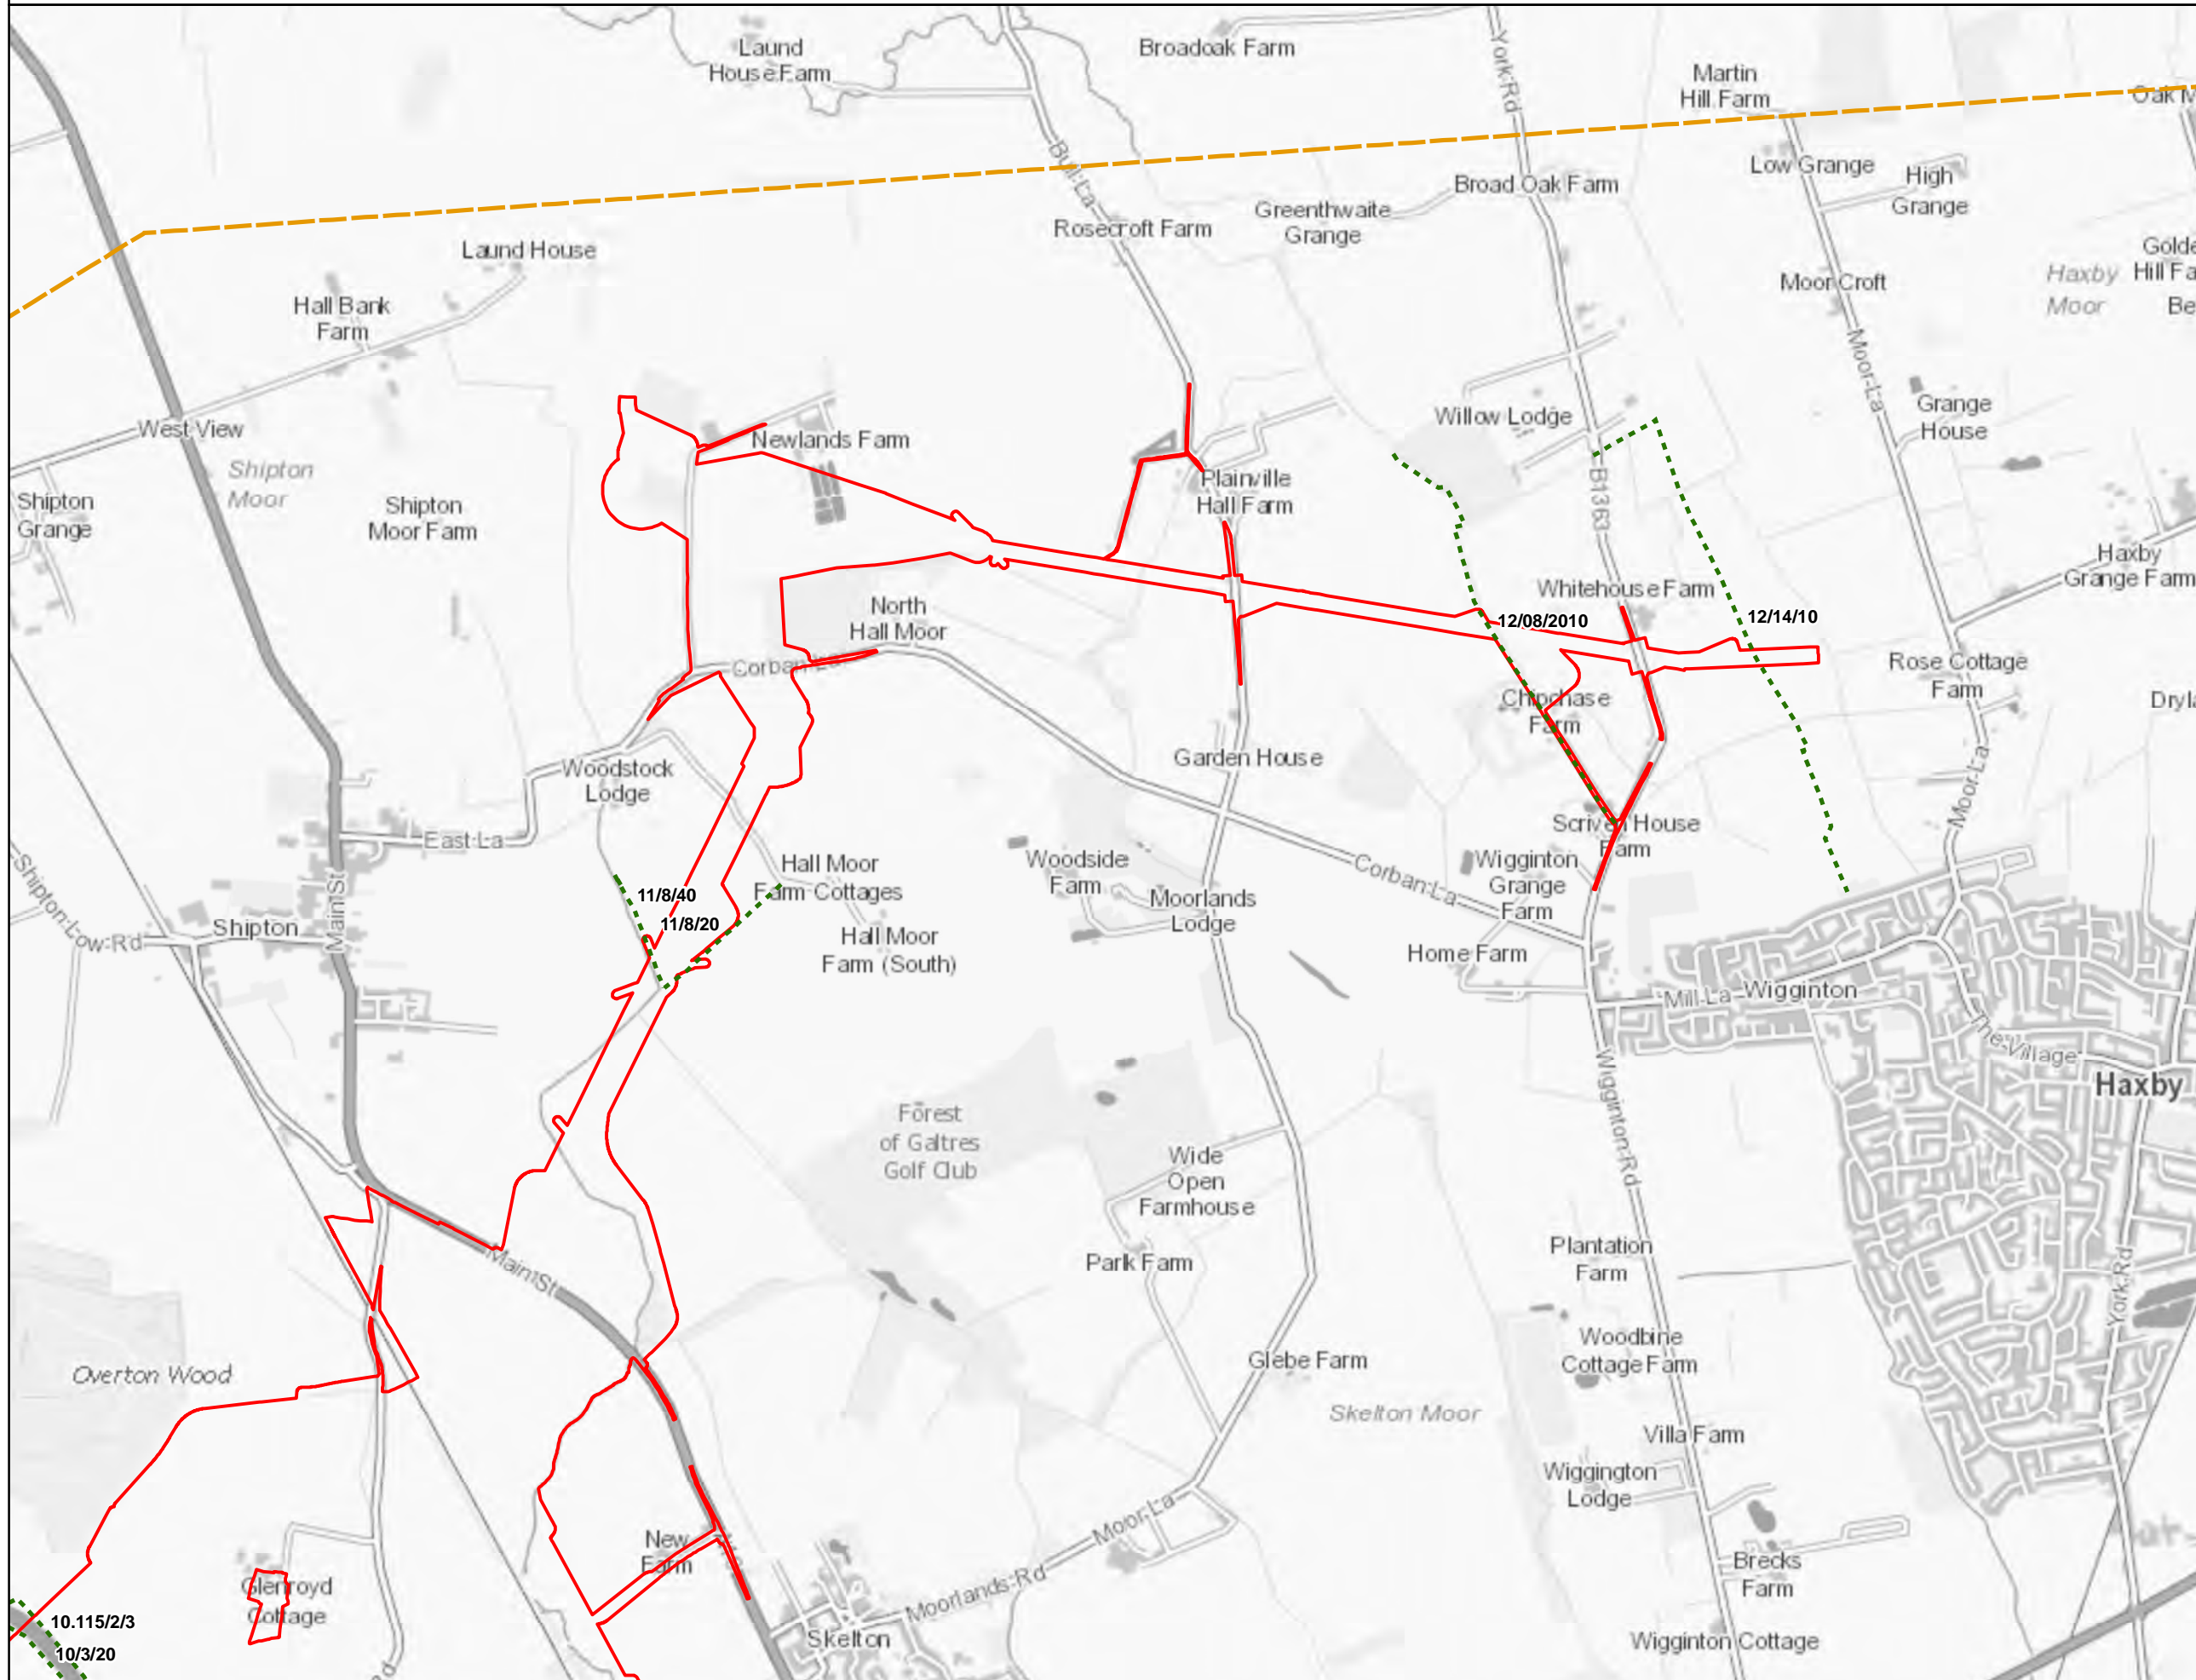 Laund
House Farm
Broadoak Farm
York Rd
Martin
Hill Farm
Bull La
Low Grange
High
Grange
Broad Oak Farm
Greenthwaite
Grange
Rosecroft Farm
Laund House
Hall Bank
Farm
Moor Croft
Haxby
Moor
Moor La
West View
Shipton
Moor
Shipton
Grange
Shipton
Moor Farm
Newlands Farm
Plainville
Hall Farm
Willow Lodge
B1363
Grange
House
Haxby
Grange Farm
Whitehouse Farm
12/08/2010
12/14/10
North
Hall Moor
Corban La
Rose Cottage
Farm
Chipchase
Farm
Woodstock
Lodge
Garden House
East La
Scriven House
Farm
Moor La
Hall Moor
Farm Cottages
Woodside
Farm
Corban La
Wigginton
Grange
Farm
Moorlands
Lodge
11/8/40
11/8/20
Shipton Low Rd
Shipton
Main St
Hall Moor
Farm (South)
Home Farm
Mill La
Wigginton
The Village
Haxby
Wigginton Rd
Forest
of Galtres
Golf Club
Wide
Open
Farmhouse
Park Farm
Plantation
Farm
Main St
York Rd
Overton Wood
Glebe Farm
Woodbine
Cottage Farm
Skelton Moor
Villa Farm
Wiggington
Lodge
Moor La
New
Farm
Brecks
Farm
Glenroyd
Cottage
Moorlands Rd
Skelton
Wigginton Cottage
10.115/2/3
10/3/20